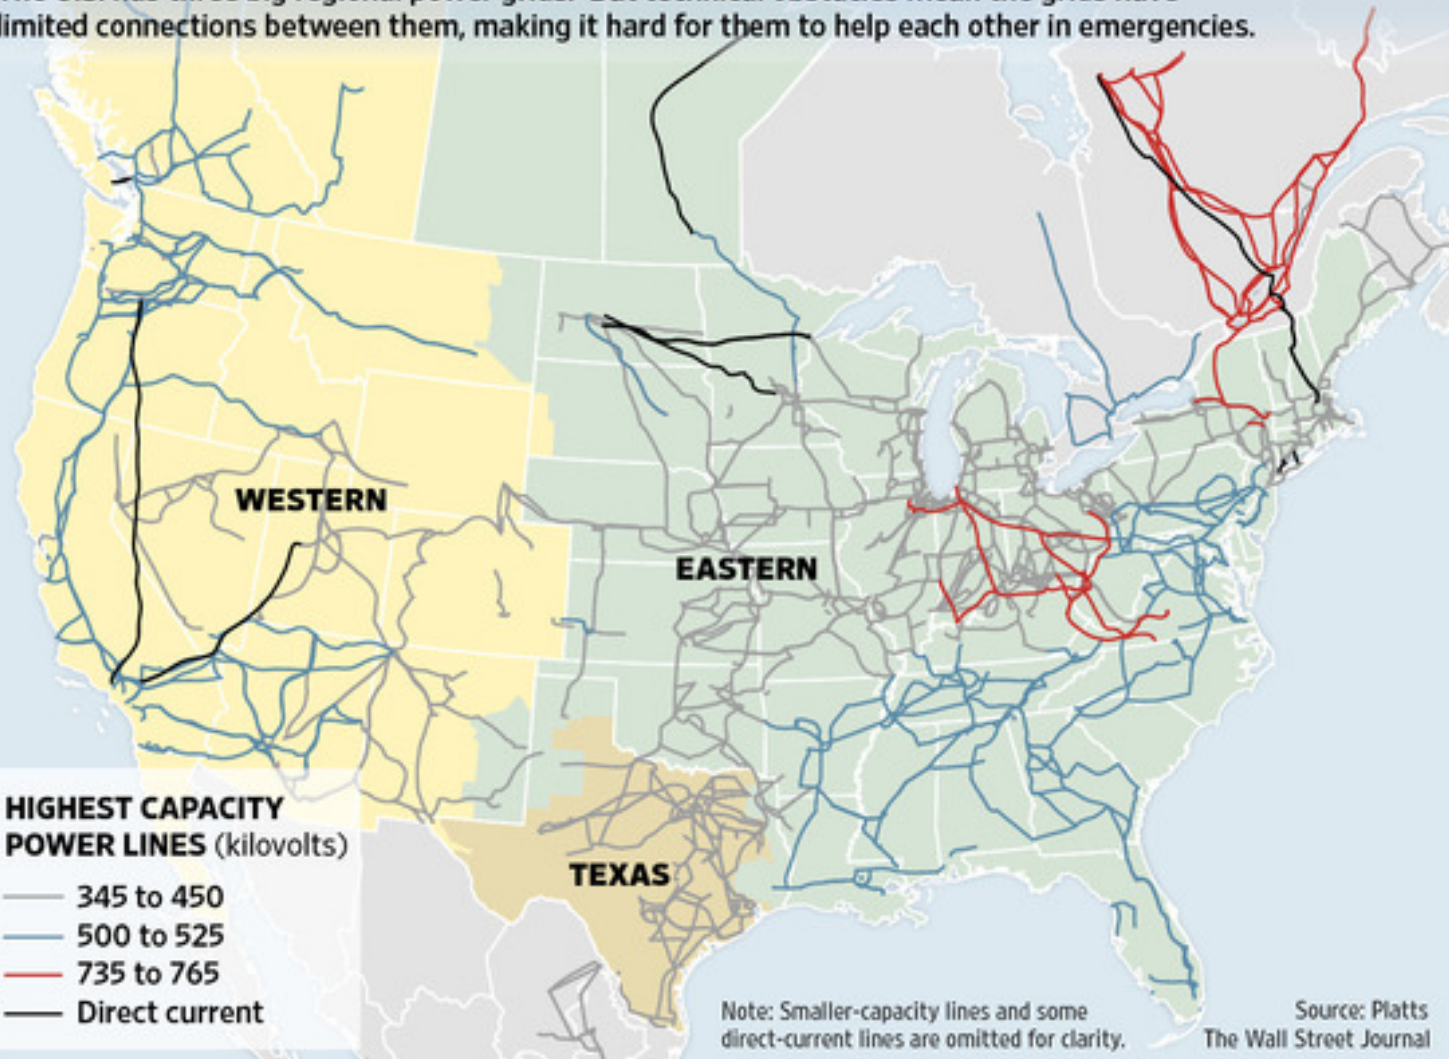 limited connections between them, making it hard for them to help each other in emergencies.
WESTERN
EASTERN
TEXAS
HIGHEST CAPACITY
POWER LINES (kilovolts)
345 to 450
500 to 525
735 to 765
Direct current
Note: Smaller-capacity lines and some
direct-current lines are omitted for clarity.
Source: Platts
The Wall Street Journal